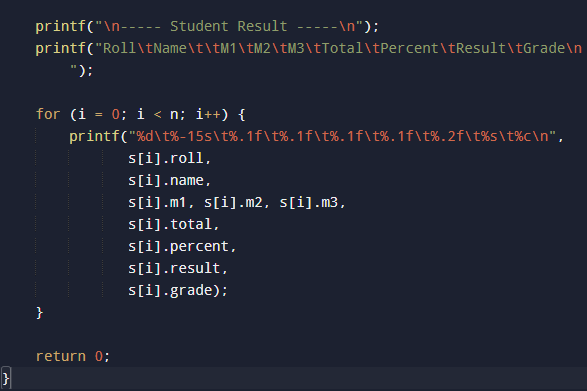 printf("\n----- Student Result -----\n");
printf("Roll\tName\t\tM1\tM2\tM3\tTotal\tPercent\tResult\tGrade\n
");
for (i = 0; i < n; i++) {
printf("%d\t%-15s\t%.1f\t%.1f\t%.1f\t%.1f\t%.2f\t%s\t%c\n",
s[i].roll,
s[i].name,
s[i].m1, s[i].m2, s[i].m3,
s[i].total,
s[i].percent,
s[i].result,
s[i].grade);
}
return 0;
}